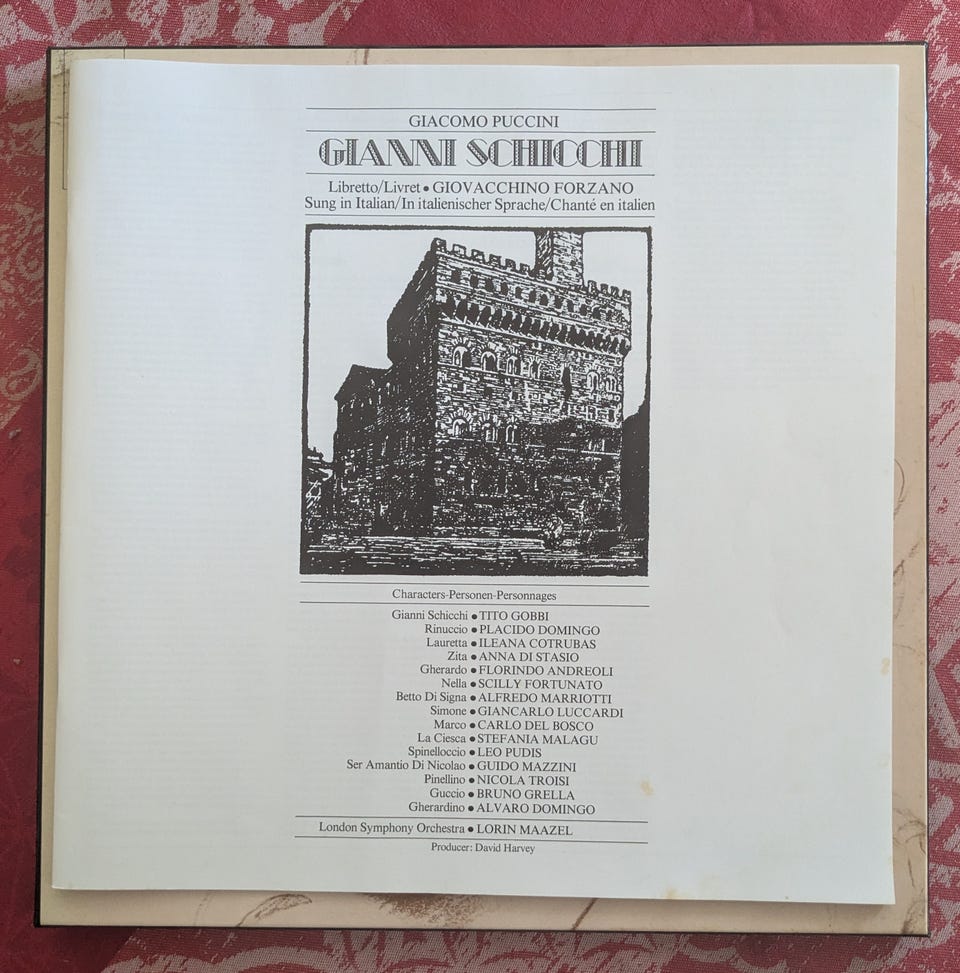 GIACOMO PUCCINI
GIANNI SCHICCHI
Libretto/Livret • GIOVACCHINO FORZANO
Sung in Italian/In italienischer Sprache/Chanté en italien
Characters-Personen-Personnages
Gianni Schicchi • TITO GOBBI
Rinuccio • PLACIDO DOMINGO
Lauretta • ILEANA COTRUBAS
Zita • ANNA DI STASIO
Gherardo • FLORINDO ANDREOLI
Nella • SCILLY FORTUNATO
Betto Di Signa • ALFREDO MARRIOTTI
Simone • GIANCARLO LUCCARDI
Marco • CARLO DEL BOSCO
La Ciesca • STEFANIA MALAGU
Spinelloccio • LEO PUDIS
Ser Amantio Di Nicolao • GUIDO MAZZINI
Pinellino • NICOLA TROISI
Guccio • BRUNO GRELLA
Gherardino • ALVARO DOMINGO
London Symphony Orchestra • LORIN MAAZEL
Producer: David Harvey